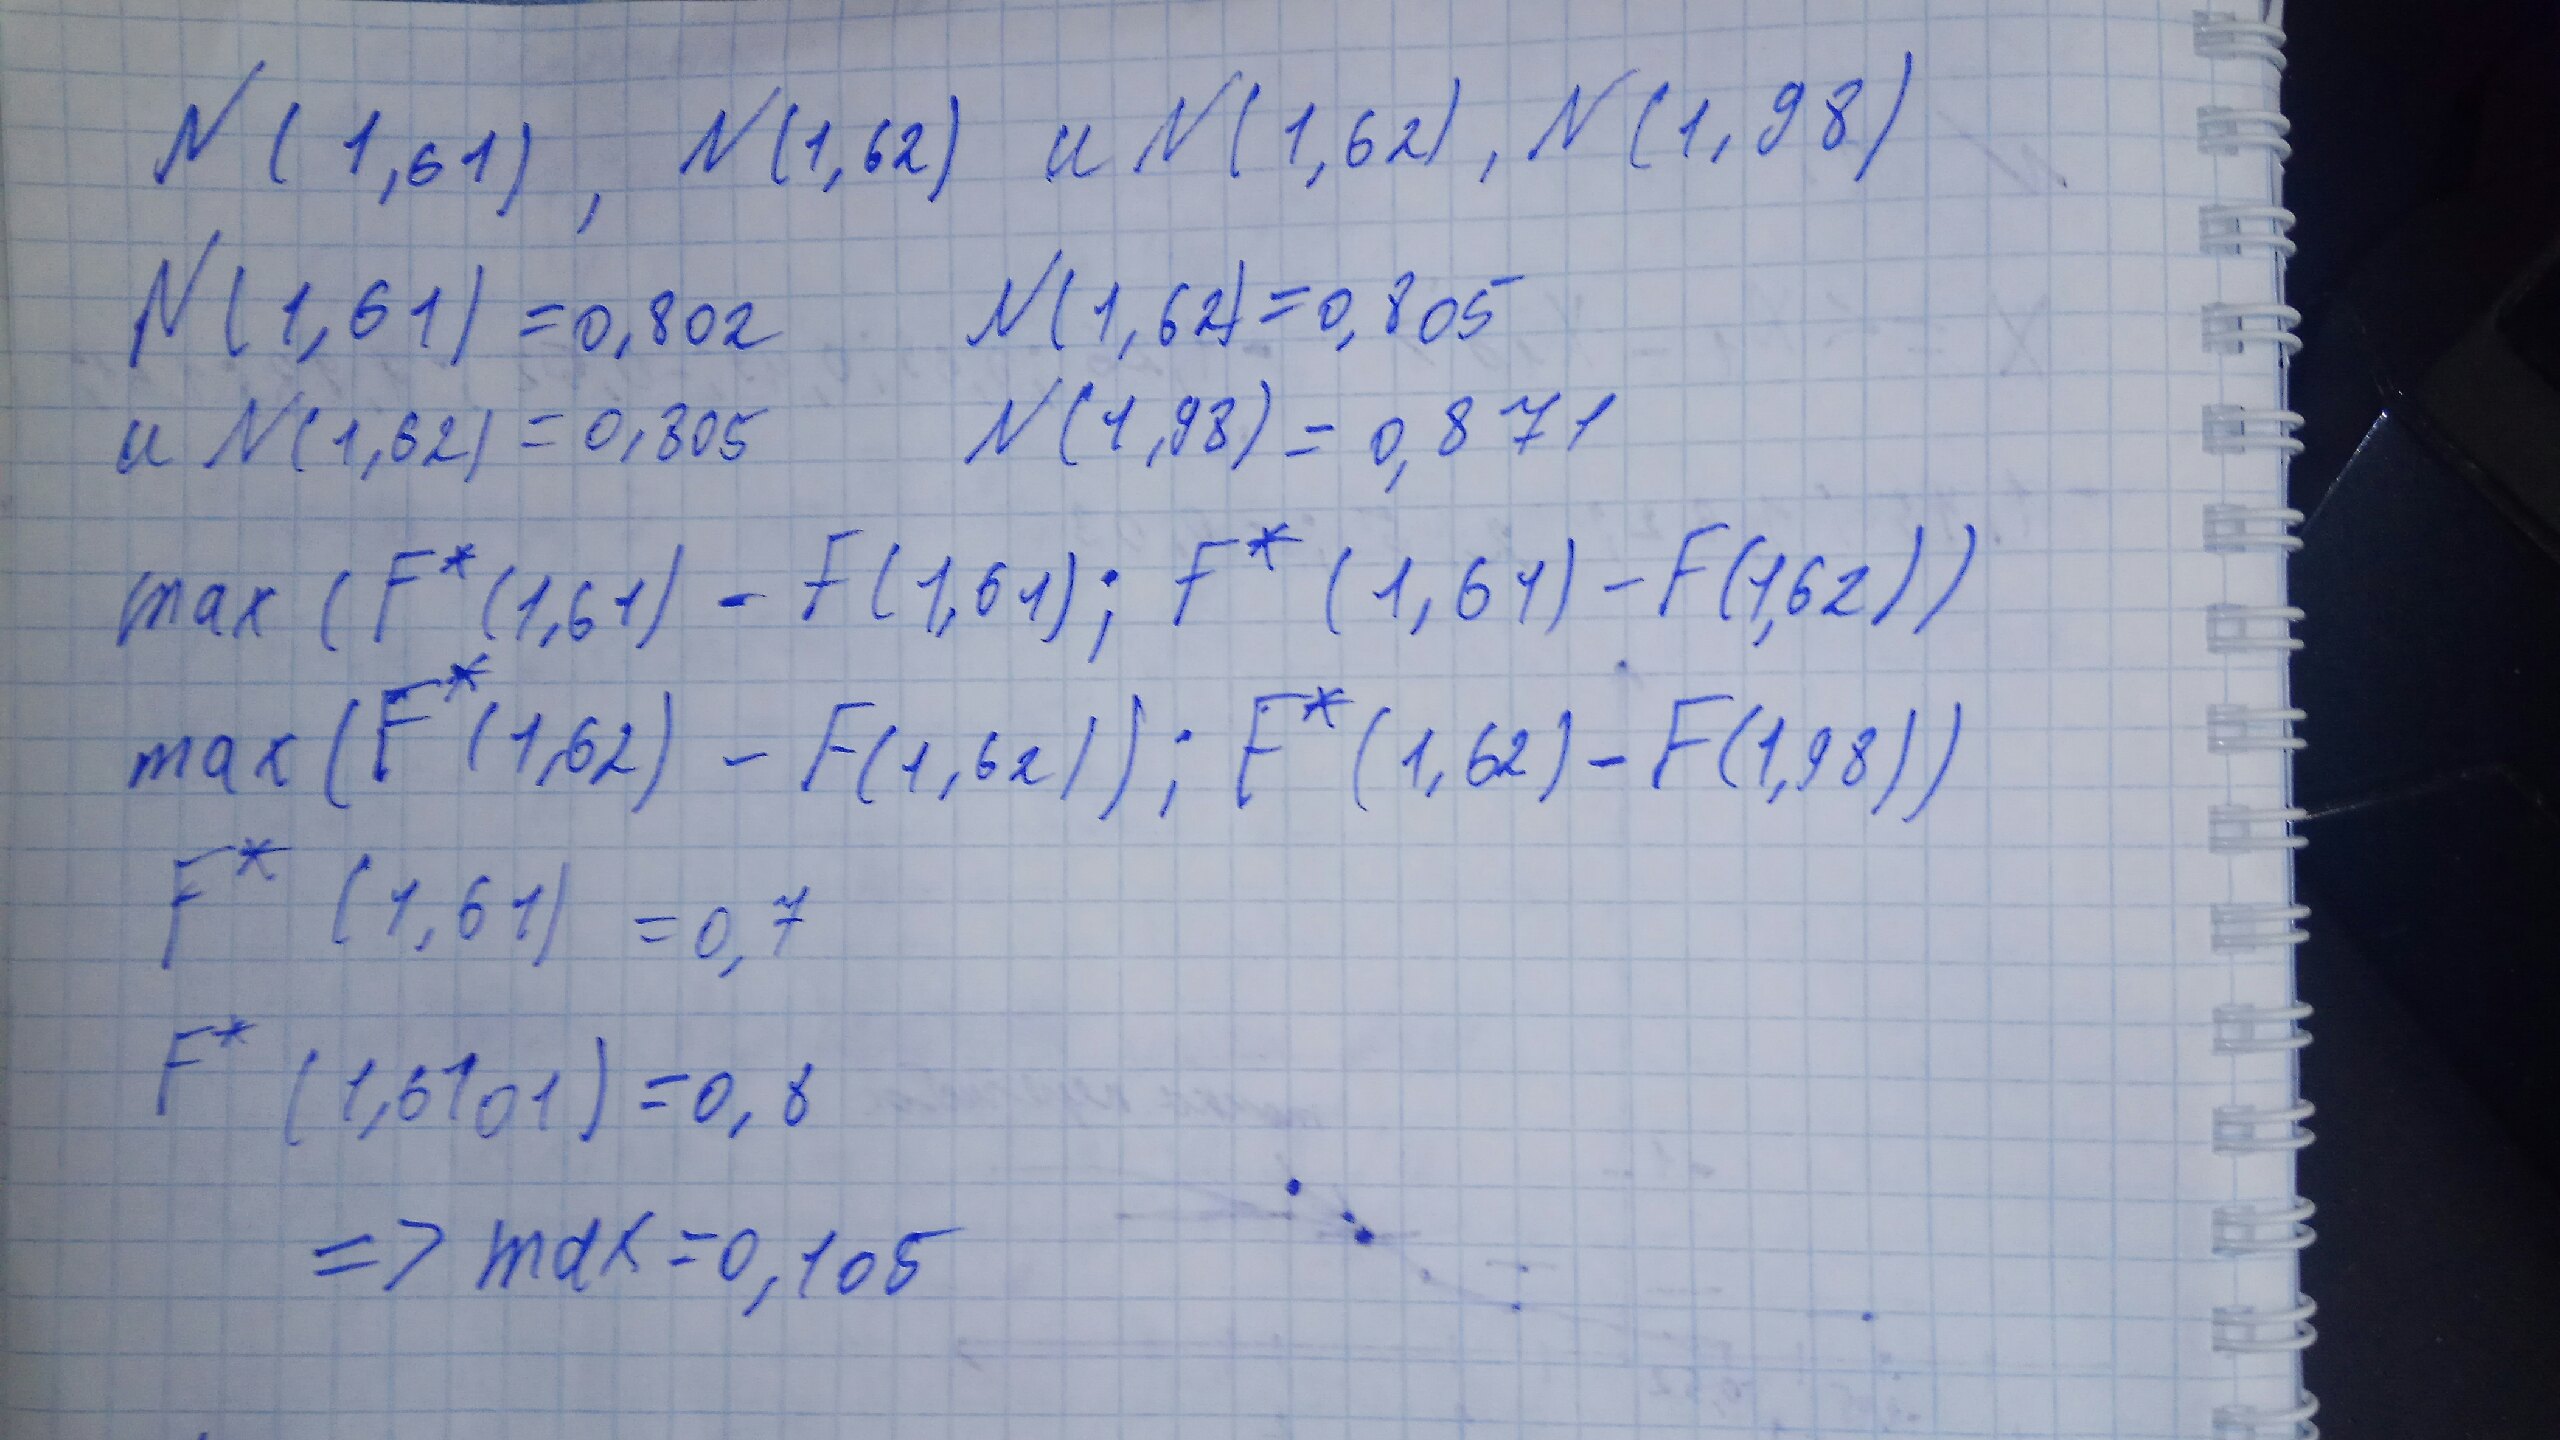 N(1,61), N(1,62) и N(1,62), N(1,98)
N(1,61) = 0,802 N(1,62) = 0,805
и N(1,62) = 0,805 N(1,98) = 0,871
max (F*(1,61) - F(1,61); F*(1,61) - F(1,62))
max (F*(1,62) - F(1,62)); F*(1,62) - F(1,98))
F* (1,61) = 0,7
F* (1,6101) = 0,8
=> max = 0,105